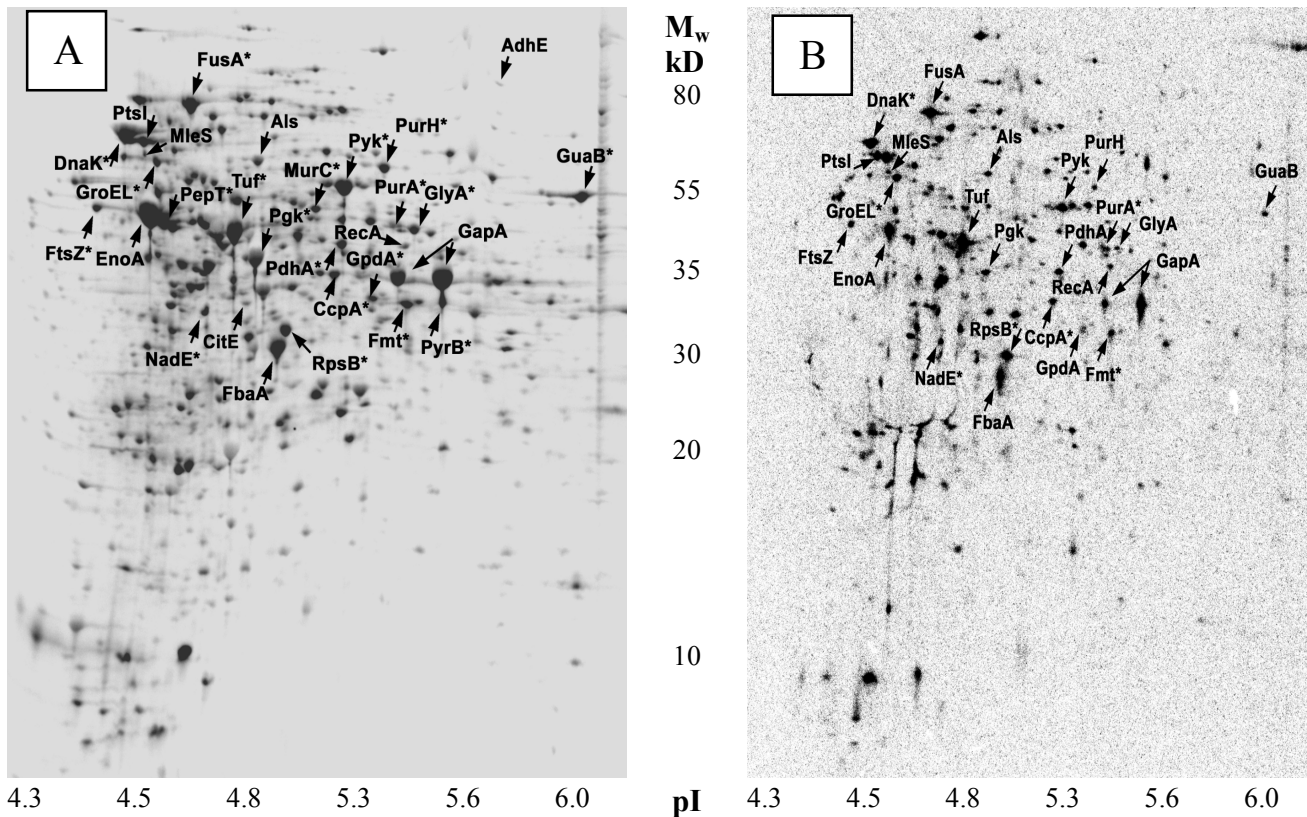 A
AdhE
FusA*
PtsI
MleS
Als
PurH*
Pyk*
DnaK*
MurC*
GuaB*
GroEL*
PepT*
Tuf*
PurA*
GlyA*
Pgk*
RecA
GapA
FtsZ*
EnoA
PdhA*
GpdA*
CcpA*
NadE*
CitE
Fmt*
PyrB*
RpsB*
FbaA
4.3 4.5 4.8 5.3 5.6 6.0
Mw
kD
80
55
35
30
20
10
pI
B
FusA
DnaK*
MleS
Als
PurH
PtsI
Pyk
GuaB
GroEL*
Tuf
PurA*
GlyA
FtsZ
Pgk
PdhA
EnoA
GapA
RecA
RpsB*
CcpA*
NadE*
GpdA
Fmt*
FbaA
4.3 4.5 4.8 5.3 5.6 6.0